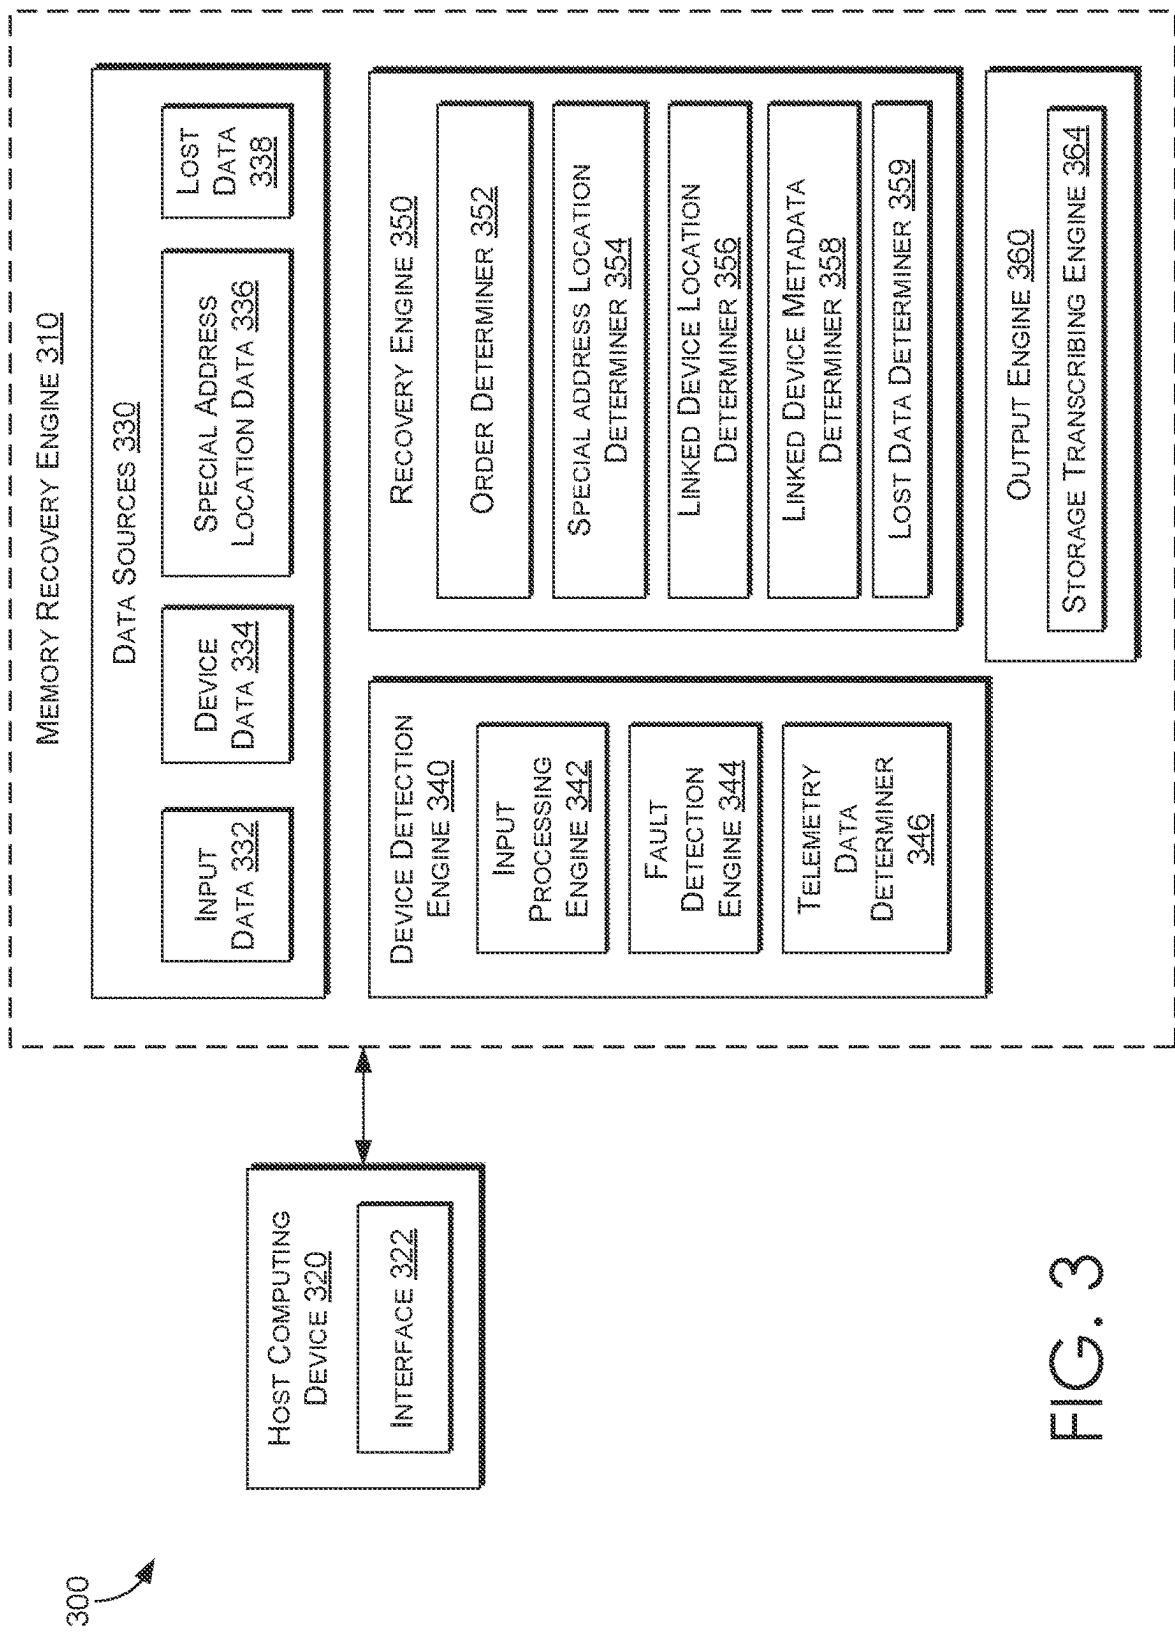 300
HOST COMPUTING
DEVICE 320
INTERFACE 322
MEMORY RECOVERY ENGINE 310
DATA SOURCES 330
INPUT
DATA 332
DEVICE
DATA 334
SPECIAL ADDRESS
LOCATION DATA 336
LOST
DATA
338
DEVICE DETECTION
ENGINE 340
INPUT
PROCESSING
ENGINE 342
FAULT
DETECTION
ENGINE 344
TELEMETRY
DATA
DETERMINER
346
RECOVERY ENGINE 350
ORDER DETERMINER 352
SPECIAL ADDRESS LOCATION
DETERMINER 354
LINKED DEVICE LOCATION
DETERMINER 356
LINKED DEVICE METADATA
DETERMINER 358
LOST DATA DETERMINER 359
OUTPUT ENGINE 360
STORAGE TRANSCRIBING ENGINE 364
FIG. 3